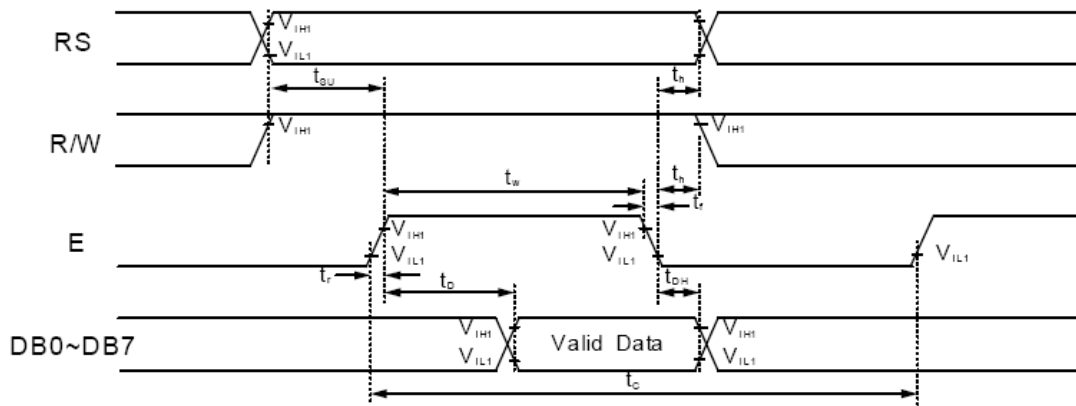 RS
V_IH1
V_IL1
t_SU
t_h
R/W
V_IH1
V_IH1
t_w
t_h
t_f
E
V_IH1
V_IL1
V_IH1
V_IL1
V_IL1
t_r
t_D
t_DH
DB0~DB7
V_IH1
V_IL1
Valid Data
V_IH1
V_IL1
t_C